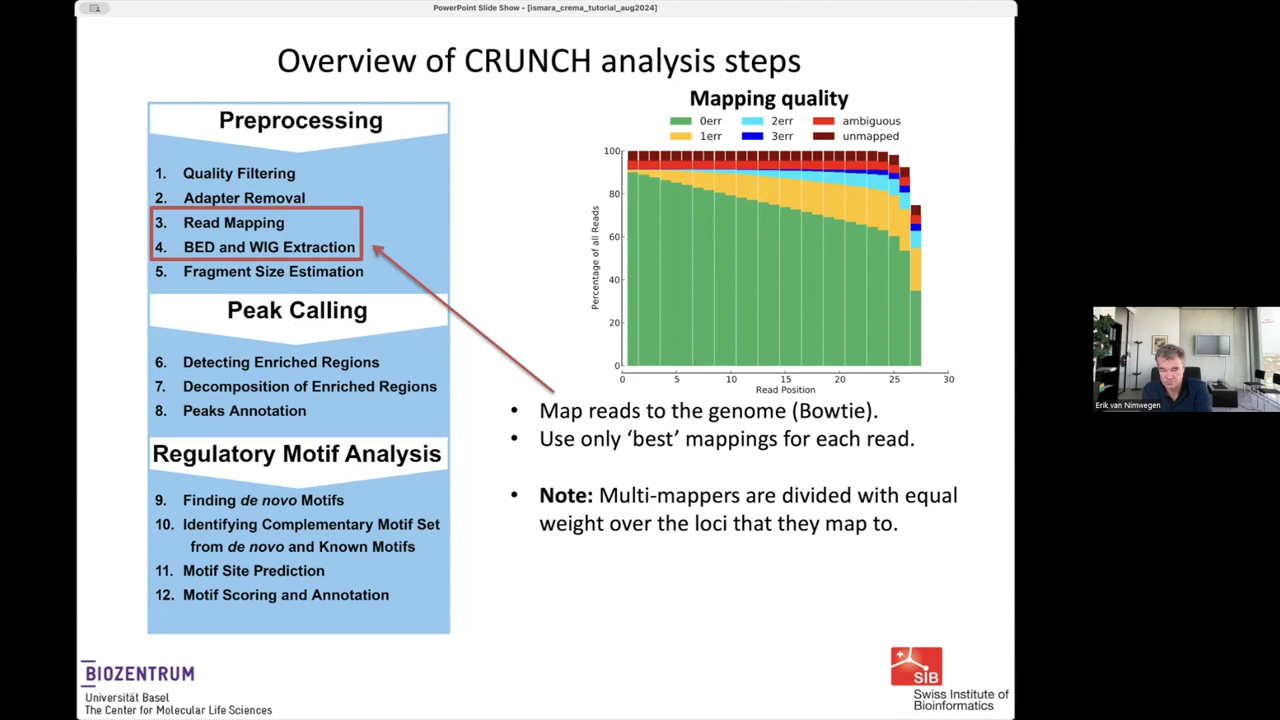 PowerPoint Slide Show - [ismara_crema_tutorial_aug2024]
Overview of CRUNCH analysis steps
Preprocessing
1. Quality Filtering
2. Adapter Removal
3. Read Mapping
4. BED and WIG Extraction
5. Fragment Size Estimation
Peak Calling
6. Detecting Enriched Regions
7. Decomposition of Enriched Regions
8. Peaks Annotation
Regulatory Motif Analysis
9. Finding de novo Motifs
10. Identifying Complementary Motif Set
from de novo and Known Motifs
11. Motif Site Prediction
12. Motif Scoring and Annotation
Mapping quality
0err 2err ambiguous
1err 3err unmapped
Percentage of all Reads
100
80
60
40
20
0
0 5 10 15 20 25 30
Read Position
• Map reads to the genome (Bowtie).
• Use only ‘best’ mappings for each read.
• Note: Multi-mappers are divided with equal
weight over the loci that they map to.
Erik van Nimwegen
BIOZENTRUM
Universität Basel
The Center for Molecular Life Sciences
SIB
Swiss Institute of
Bioinformatics